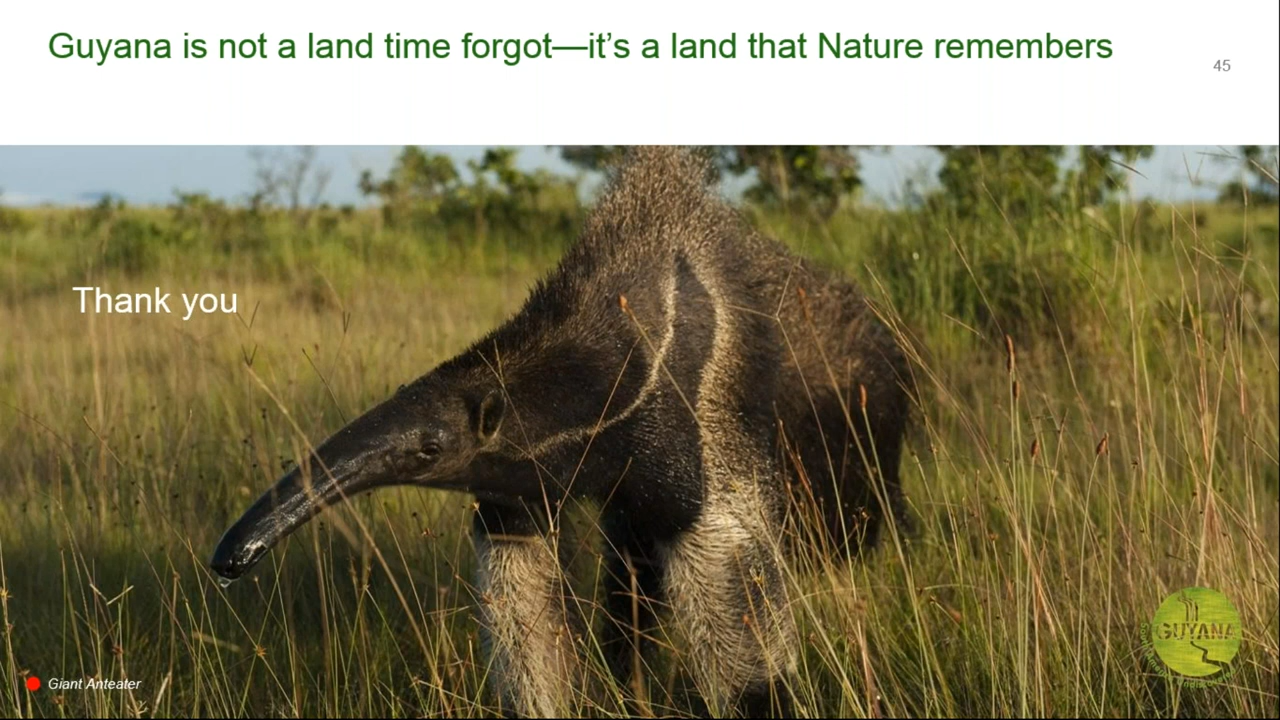 Guyana is not a land time forgot—it’s a land that Nature remembers
45
Thank you
GUYANA
Giant Anteater